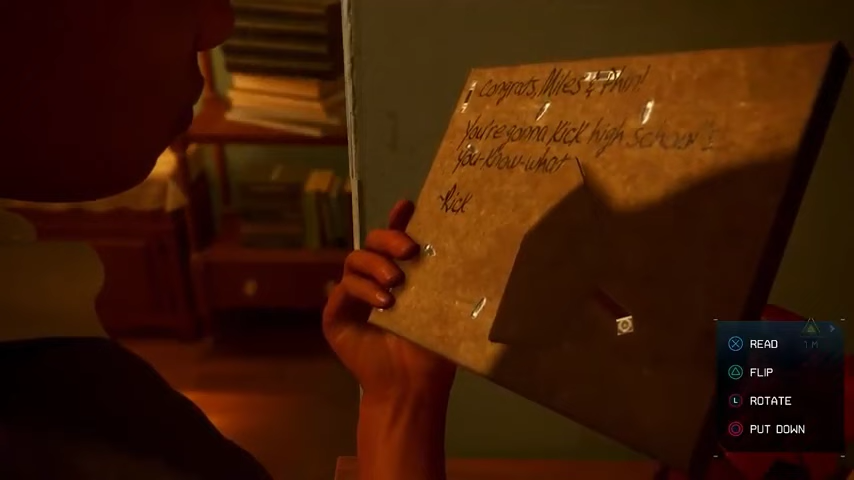 Congrats, Miles & Phin!
You're gonna kick high school's
you-know-what
~Rick
READ
FLIP
L ROTATE
PUT DOWN